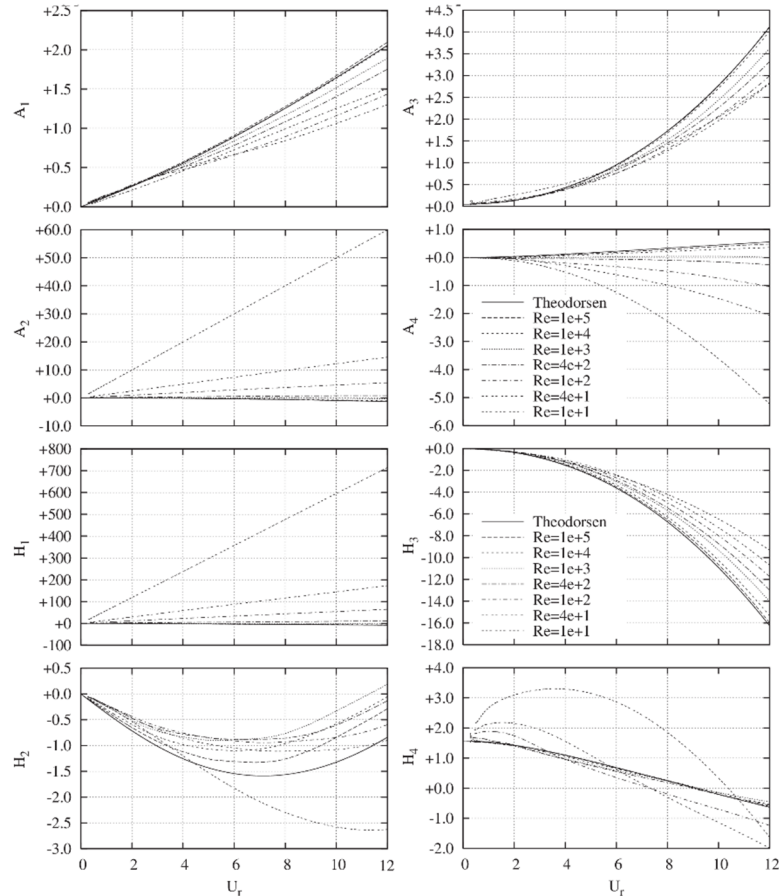 +2.5
+2.0
+1.5
+1.0
+0.5
+0.0
A1
+4.5
+4.0
+3.5
+3.0
+2.5
+2.0
+1.5
+1.0
+0.5
+0.0
A3
+60.0
+50.0
+40.0
+30.0
+20.0
+10.0
+0.0
-10.0
A2
+1.0
+0.0
-1.0
-2.0
-3.0
-4.0
-5.0
-6.0
A4
Theodorsen
Re=1e+5
Re=1e+4
Re=1e+3
Re=4e+2
Re=1e+2
Re=4e+1
Re=1e+1
+800
+700
+600
+500
+400
+300
+200
+100
+0
-100
H1
+0.0
-2.0
-4.0
-6.0
-8.0
-10.0
-12.0
-14.0
-16.0
-18.0
H3
Theodorsen
Re=1e+5
Re=1e+4
Re=1e+3
Re=4e+2
Re=1e+2
Re=4e+1
Re=1e+1
+0.5
+0.0
-0.5
-1.0
-1.5
-2.0
-2.5
-3.0
H2
0 2 4 6 8 10 12
Ur
+4.0
+3.0
+2.0
+1.0
+0.0
-1.0
-2.0
H4
0 2 4 6 8 10 12
Ur